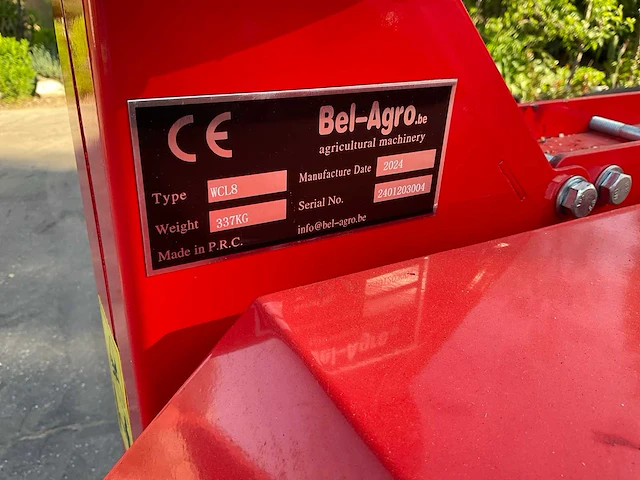 CE
Bel-Agro.be
agricultural machinery
Type WCL8
Manufacture Date 2024
Weight 337KG
Serial No. 2401203004
Made in P.R.C.
info@bel-agro.be